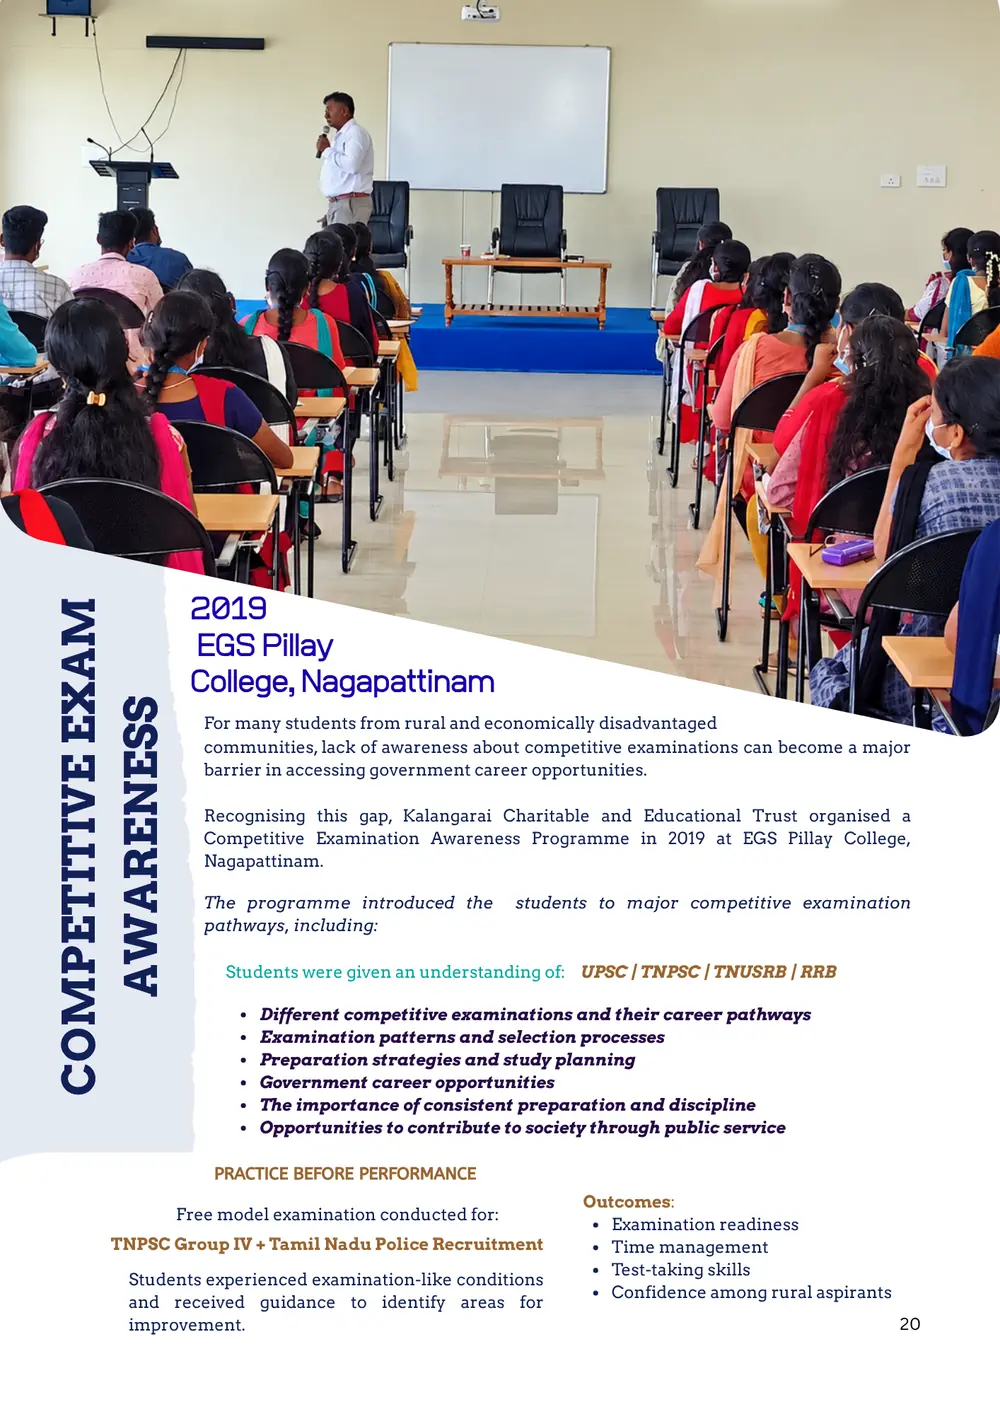 2019
EGS Pillay
College, Nagapattinam
COMPETITIVE EXAM
AWARENESS
For many students from rural and economically disadvantaged
communities, lack of awareness about competitive examinations can become a major
barrier in accessing government career opportunities.
Recognising this gap, Kalangarai Charitable and Educational Trust organised a
Competitive Examination Awareness Programme in 2019 at EGS Pillay College,
Nagapattinam.
The programme introduced the students to major competitive examination
pathways, including:
Students were given an understanding of: UPSC | TNPSC | TNUSRB | RRB
• Different competitive examinations and their career pathways
• Examination patterns and selection processes
• Preparation strategies and study planning
• Government career opportunities
• The importance of consistent preparation and discipline
• Opportunities to contribute to society through public service
PRACTICE BEFORE PERFORMANCE
Free model examination conducted for:
TNPSC Group IV + Tamil Nadu Police Recruitment
Students experienced examination-like conditions
and received guidance to identify areas for
improvement.
Outcomes:
• Examination readiness
• Time management
• Test-taking skills
• Confidence among rural aspirants
20